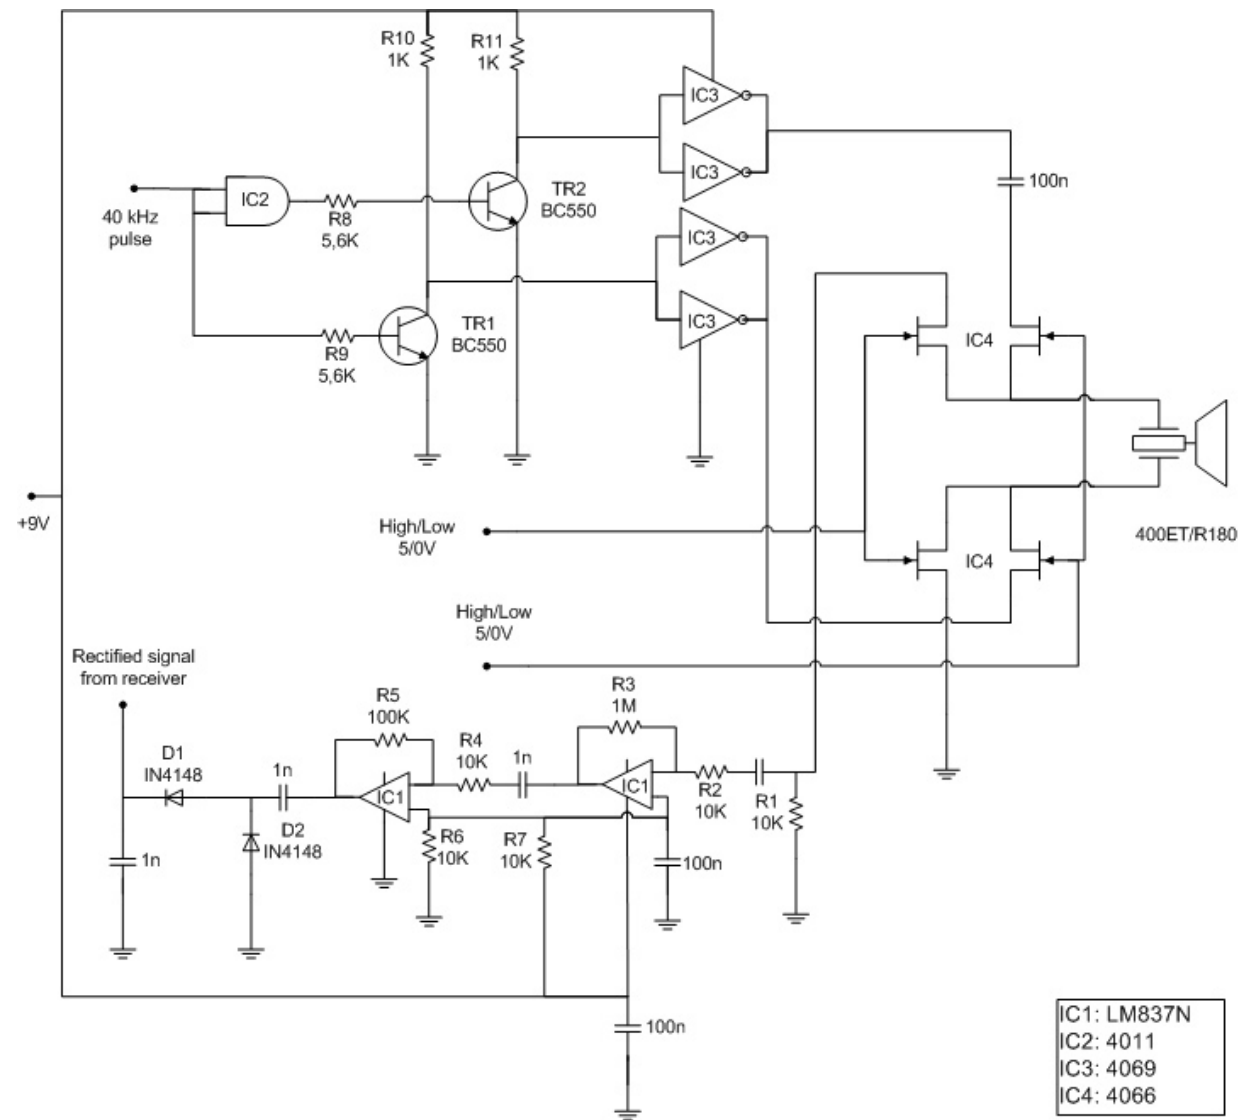 R10
1K
R11
1K
IC3
IC3
100n
IC2
TR2
BC550
40 kHz
pulse
R8
5,6K
IC3
IC3
TR1
BC550
R9
5,6K
IC4
+9V
High/Low
5/0V
400ET/R180
IC4
High/Low
5/0V
Rectified signal
from receiver
R5
100K
R3
1M
R4
10K
1n
D1
IN4148
1n
IC1
IC1
R2
10K
R1
10K
D2
IN4148
R6
10K
R7
10K
1n
100n
100n
IC1: LM837N
IC2: 4011
IC3: 4069
IC4: 4066